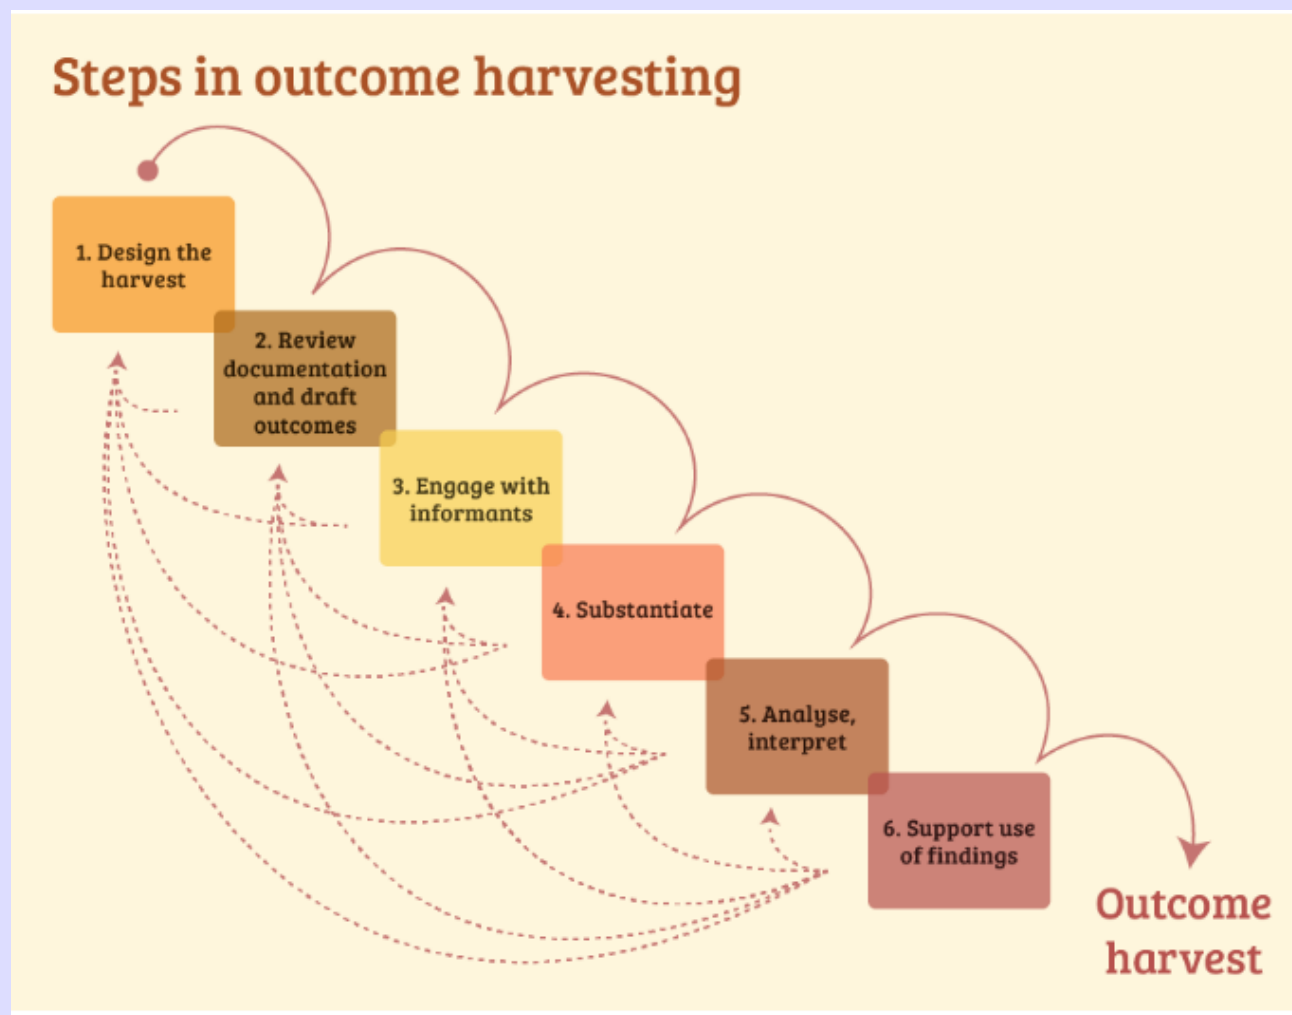 Steps in outcome harvesting
1. Design the
harvest
2. Review
documentation
and draft
outcomes
3. Engage with
informants
4. Substantiate
5. Analyse,
interpret
6. Support use
of findings
Outcome
harvest